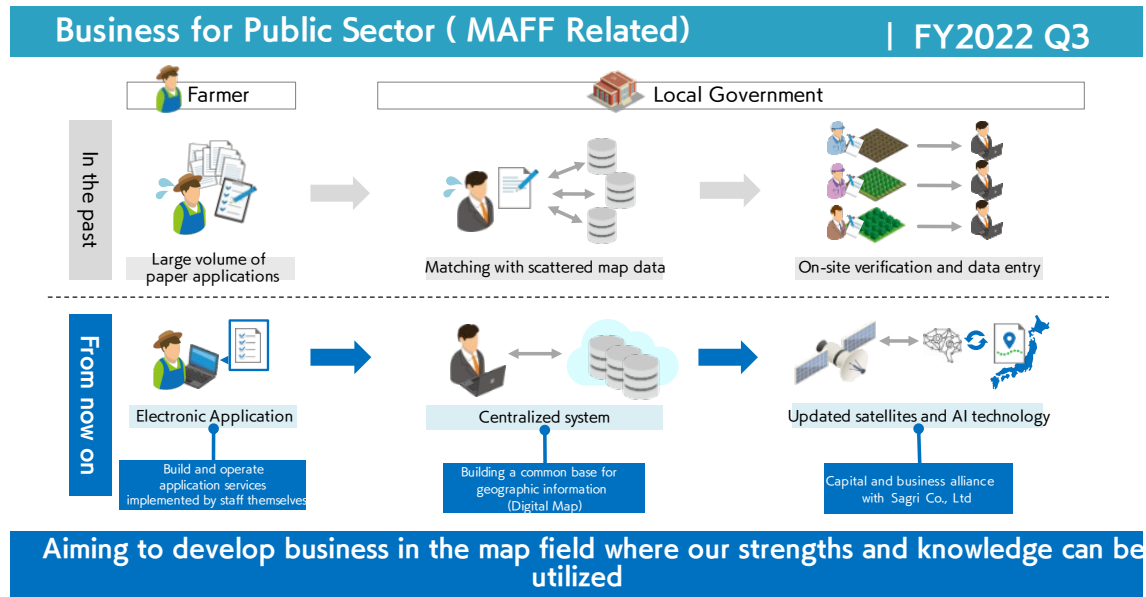 Business for Public Sector ( MAFF Related)
| FY2022 Q3
Farmer
Local Government
In the past
Large volume of
paper applications
Matching with scattered map data
On-site verification and data entry
From now on
Electronic Application
Centralized system
Updated satellites and AI technology
Build and operate
application services
implemented by staff themselves
Building a common base for
geographic information
(Digital Map)
Capital and business alliance
with Sagri Co., Ltd
Aiming to develop business in the map field where our strengths and knowledge can be
utilized